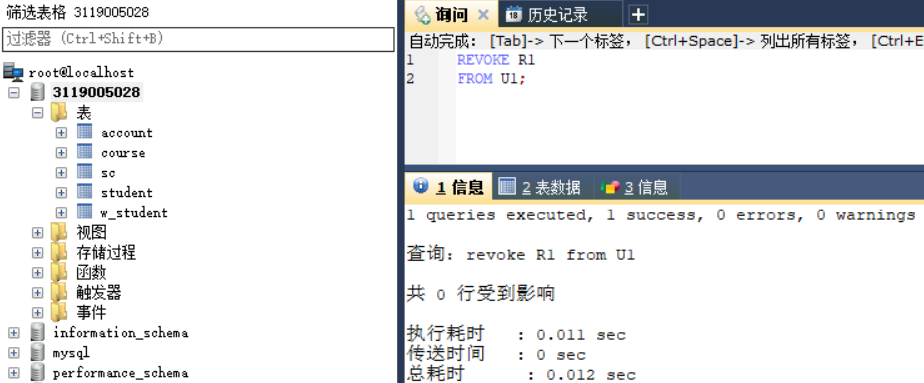 筛选表格 3119005028
过滤器 (Ctrl+Shift+B)
root@localhost
3119005028
表
account
course
sc
student
w_student
视图
存储过程
函数
触发器
事件
information_schema
mysql
performance_schema
询问
历史记录
自动完成: [Tab]-> 下一个标签, [Ctrl+Space]-> 列出所有标签, [Ctrl+E
1 REVOKE R1
2 FROM U1;
1 信息 2 表数据 3 信息
1 queries executed, 1 success, 0 errors, 0 warnings
查询: revoke R1 from U1
共 0 行受到影响
执行耗时 : 0.011 sec
传送时间 : 0 sec
总耗时 : 0.012 sec